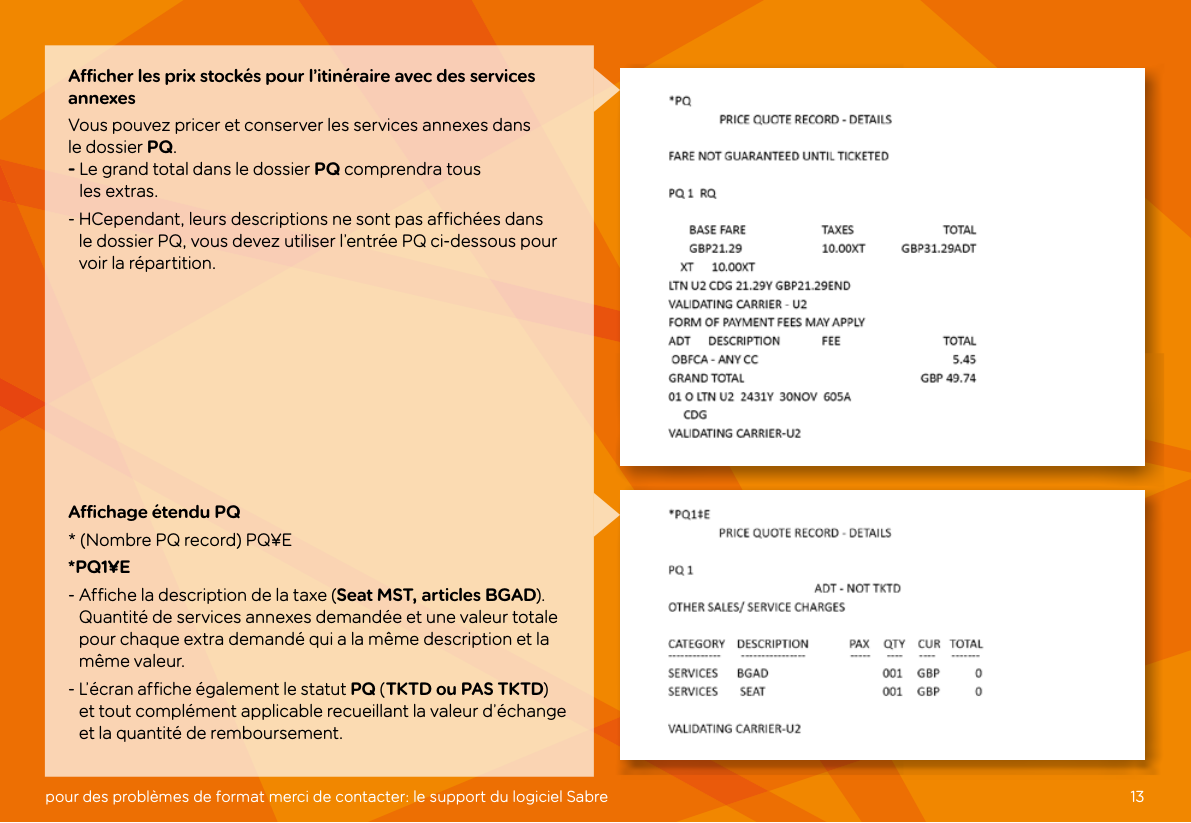 Afficher les prix stockés pour l'itinéraire avec des services
annexes
Vous pouvez pricer et conserver les services annexes dans
le dossier PQ.
- Le grand total dans le dossier PQ comprendra tous
les extras.
- HCependant, leurs descriptions ne sont pas affichées dans
le dossier PQ, vous devez utiliser l'entrée PQ ci-dessous pour
voir la répartition.
*PQ
PRICE QUOTE RECORD - DETAILS
FARE NOT GUARANTEED UNTIL TICKETED
PQ 1 RQ
BASE FARE TAXES TOTAL
GBP21.29 10.00XT GBP31.29ADT
XT 10.00XT
LTN U2 CDG 21.29Y GBP21.29END
VALIDATING CARRIER - U2
FORM OF PAYMENT FEES MAY APPLY
ADT DESCRIPTION FEE TOTAL
OBFCA - ANY CC 5.45
GRAND TOTAL GBP 49.74
01 O LTN U2 2431Y 30NOV 605A
CDG
VALIDATING CARRIER-U2
Affichage étendu PQ
* (Nombre PQ record) PQ¥E
*PQ1¥E
- Affiche la description de la taxe (Seat MST, articles BGAD).
Quantité de services annexes demandée et une valeur totale
pour chaque extra demandé qui a la même description et la
même valeur.
- L'écran affiche également le statut PQ (TKTD ou PAS TKTD)
et tout complément applicable recueillant la valeur d'échange
et la quantité de remboursement.
*PQ1‡E
PRICE QUOTE RECORD - DETAILS
PQ 1
ADT - NOT TKTD
OTHER SALES/ SERVICE CHARGES
CATEGORY DESCRIPTION PAX QTY CUR TOTAL
------------- ---------------- ----- ---- ---- -------
SERVICES BGAD 001 GBP 0
SERVICES SEAT 001 GBP 0
VALIDATING CARRIER-U2
pour des problèmes de format merci de contacter: le support du logiciel Sabre
13